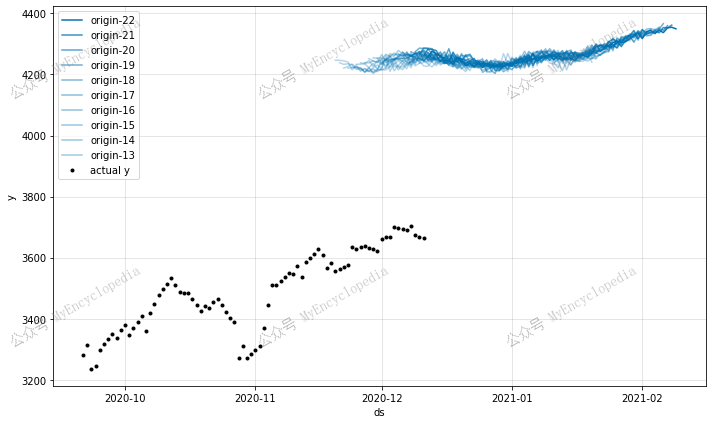 4400
4200
4000
3800
3600
3400
3200
y
origin-22
origin-21
origin-20
origin-19
origin-18
origin-17
origin-16
origin-15
origin-14
origin-13
actual y
公众号 MyEncyclopedia
公众号 MyEncyclopedia
公众号 MyEncyclopedia
公众号 MyEncyclopedia
公众号 MyEncyclopedia
公众号 MyEncyclopedia
2020-10
2020-11
2020-12
2021-01
2021-02
ds